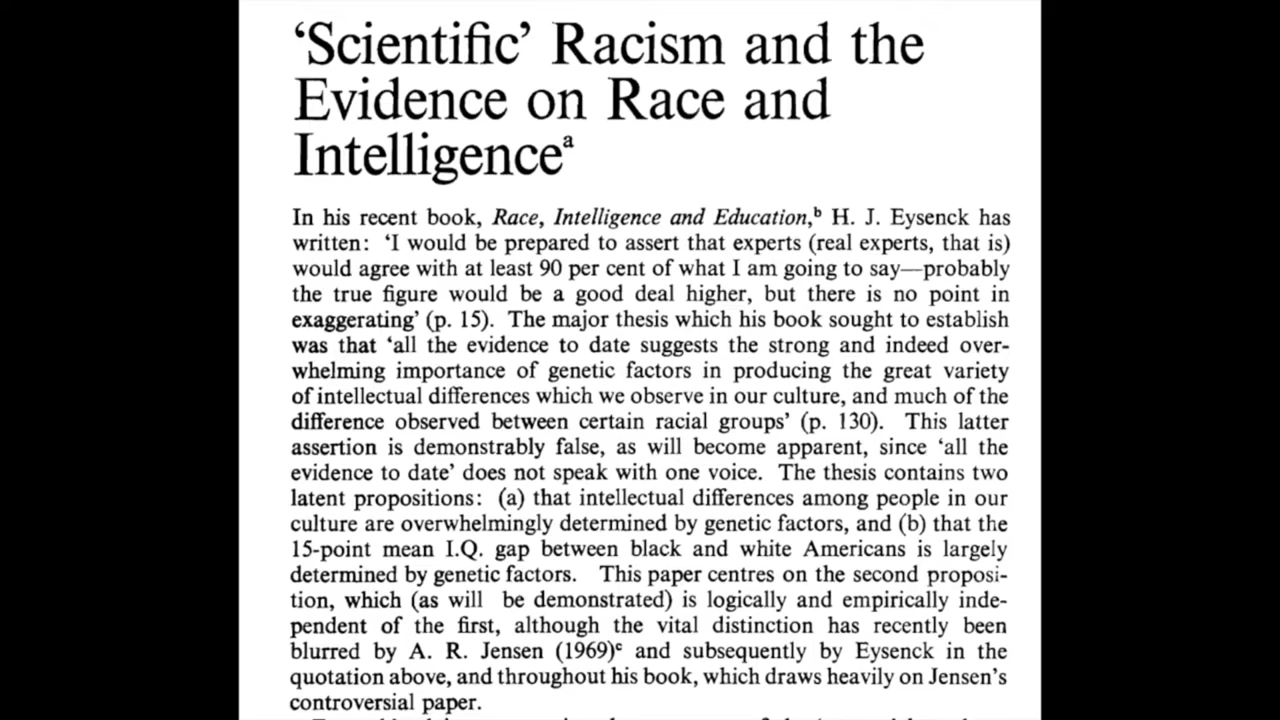 ‘Scientific’ Racism and the
Evidence on Race and
Intelligenceᵃ
In his recent book, Race, Intelligence and Education,ᵇ H. J. Eysenck has
written: ‘I would be prepared to assert that experts (real experts, that is)
would agree with at least 90 per cent of what I am going to say—probably
the true figure would be a good deal higher, but there is no point in
exaggerating’ (p. 15). The major thesis which his book sought to establish
was that ‘all the evidence to date suggests the strong and indeed over-
whelming importance of genetic factors in producing the great variety
of intellectual differences which we observe in our culture, and much of the
difference observed between certain racial groups’ (p. 130). This latter
assertion is demonstrably false, as will become apparent, since ‘all the
evidence to date’ does not speak with one voice. The thesis contains two
latent propositions: (a) that intellectual differences among people in our
culture are overwhelmingly determined by genetic factors, and (b) that the
15-point mean I.Q. gap between black and white Americans is largely
determined by genetic factors. This paper centres on the second proposi-
tion, which (as will be demonstrated) is logically and empirically inde-
pendent of the first, although the vital distinction has recently been
blurred by A. R. Jensen (1969)ᶜ and subsequently by Eysenck in the
quotation above, and throughout his book, which draws heavily on Jensen’s
controversial paper.